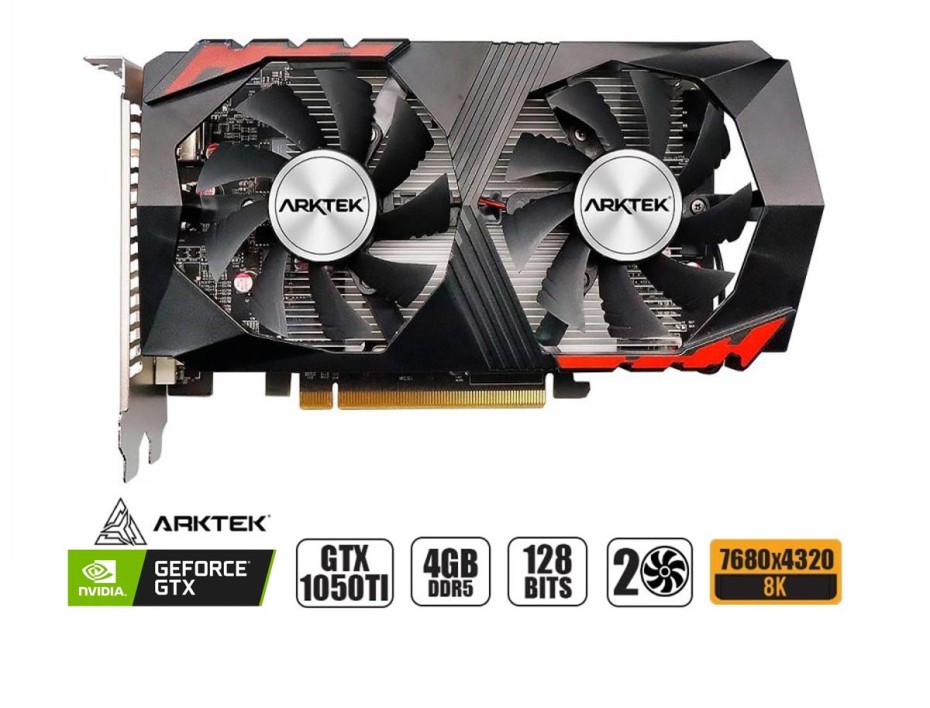 ARKTEK
ARKTEK
ARKTEK
NVIDIA.
GEFORCE
GTX
GTX
1050TI
4GB
DDR5
128
BITS
2
7680x4320
8K